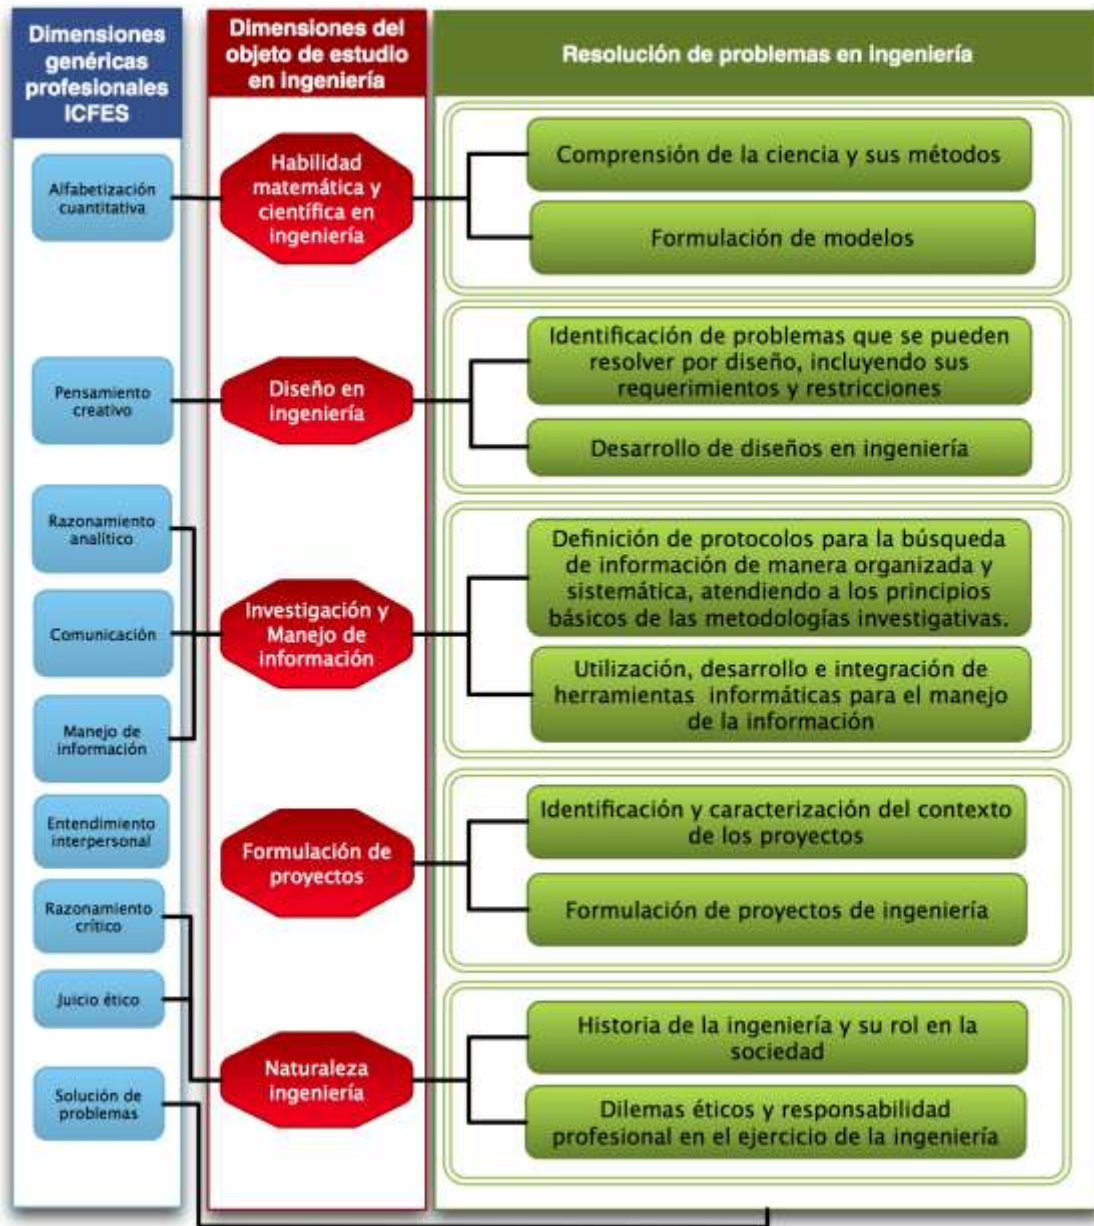 Dimensiones
genéricas
profesionales
ICFES
Dimensiones del
objeto de estudio
en ingeniería
Resolución de problemas en ingeniería
Alfabetización
cuantitativa
Habilidad
matemática y
científica en
ingeniería
Comprensión de la ciencia y sus métodos
Formulación de modelos
Pensamiento
creativo
Diseño en
ingeniería
Identificación de problemas que se pueden
resolver por diseño, incluyendo sus
requerimientos y restricciones
Desarrollo de diseños en ingeniería
Razonamiento
analítico
Comunicación
Manejo de
información
Investigación y
Manejo de
información
Definición de protocolos para la búsqueda
de información de manera organizada y
sistemática, atendiendo a los principios
básicos de las metodologías investigativas.
Utilización, desarrollo e integración de
herramientas informáticas para el manejo
de la información
Entendimiento
interpersonal
Formulación de
proyectos
Identificación y caracterización del contexto
de los proyectos
Formulación de proyectos de ingeniería
Razonamiento
crítico
Juicio ético
Naturaleza
ingeniería
Historia de la ingeniería y su rol en la
sociedad
Dilemas éticos y responsabilidad
profesional en el ejercicio de la ingeniería
Solución de
problemas